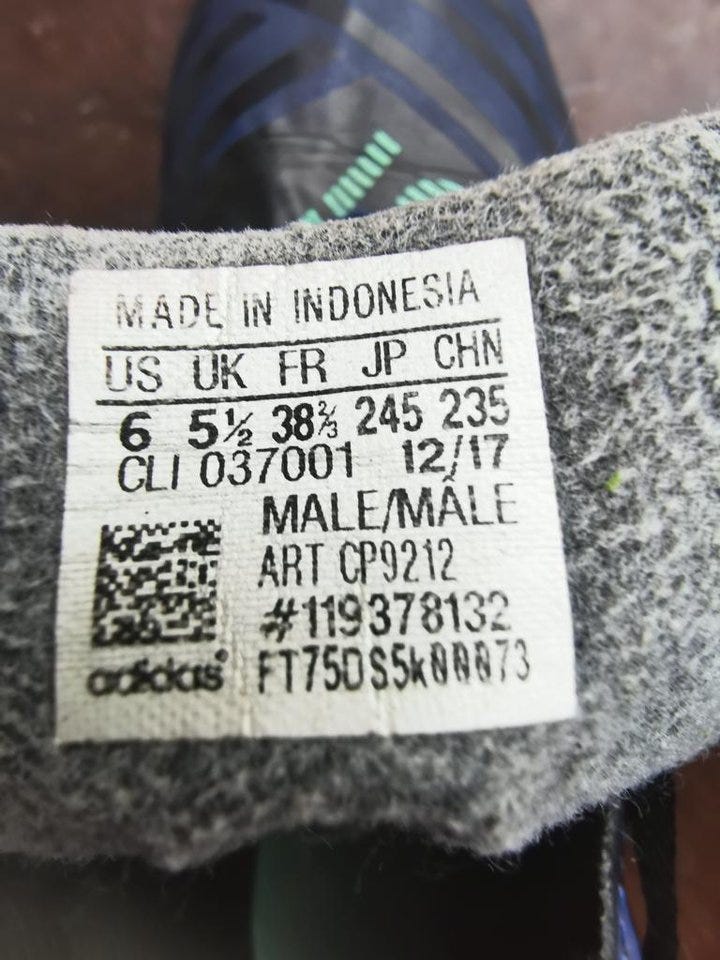 MADE IN INDONESIA
US UK FR JP CHN
6 5½ 38⅔ 245 235
CLI 037001 12/17
MALE/MÂLE
ART CP9212
#119378132
adidas® FT75DS5k00073